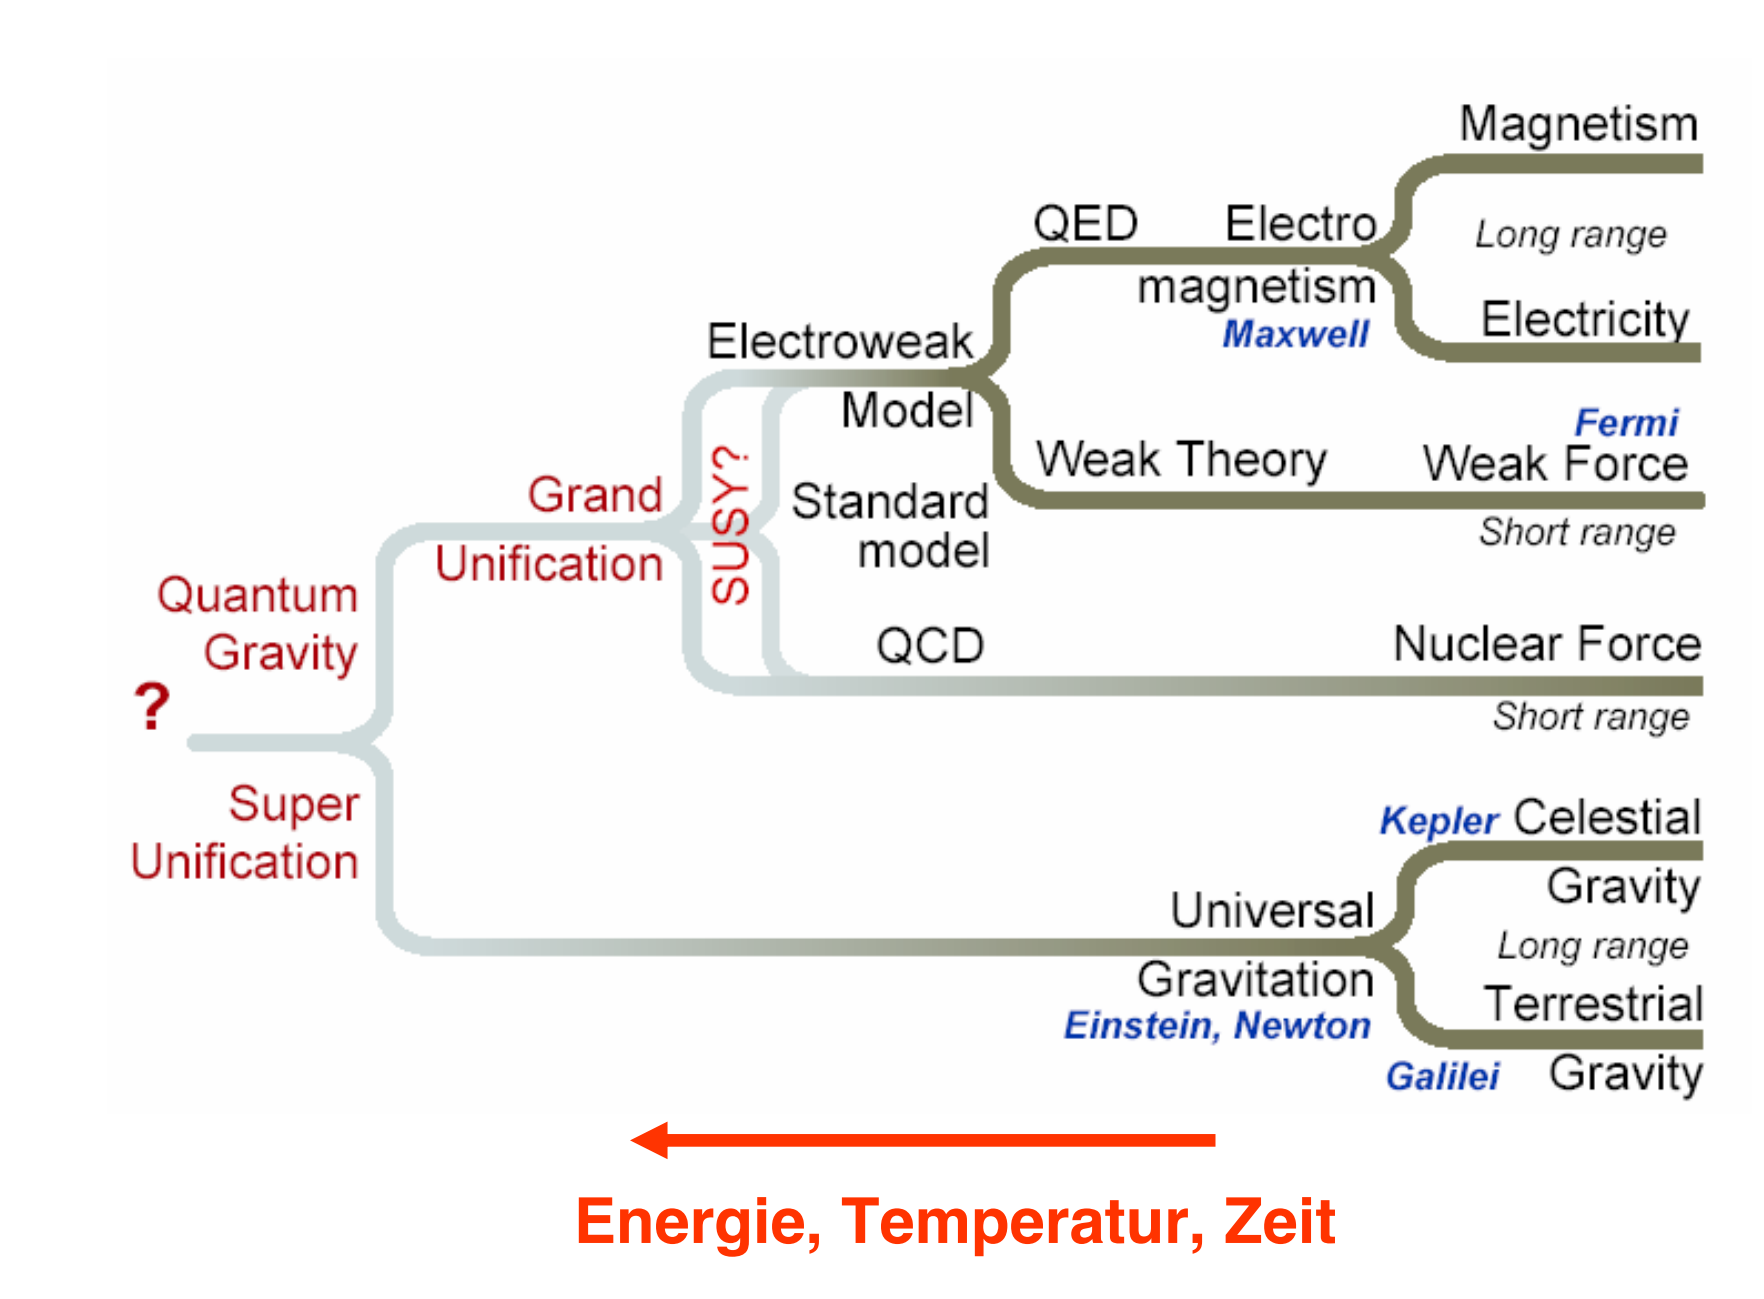 Magnetism
QED
Electro
Long range
magnetism
Maxwell
Electricity
Electroweak
Model
Fermi
Weak Theory
Weak Force
Short range
Grand
Unification
SUSY?
Standard
model
Quantum
Gravity
QCD
Nuclear Force
Short range
?
Super
Unification
Kepler Celestial
Gravity
Universal
Long range
Gravitation
Einstein, Newton
Terrestrial
Galilei Gravity
Energie, Temperatur, Zeit